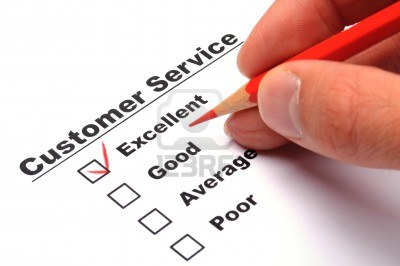 Customer Service
Excellent
Good
Average
Poor